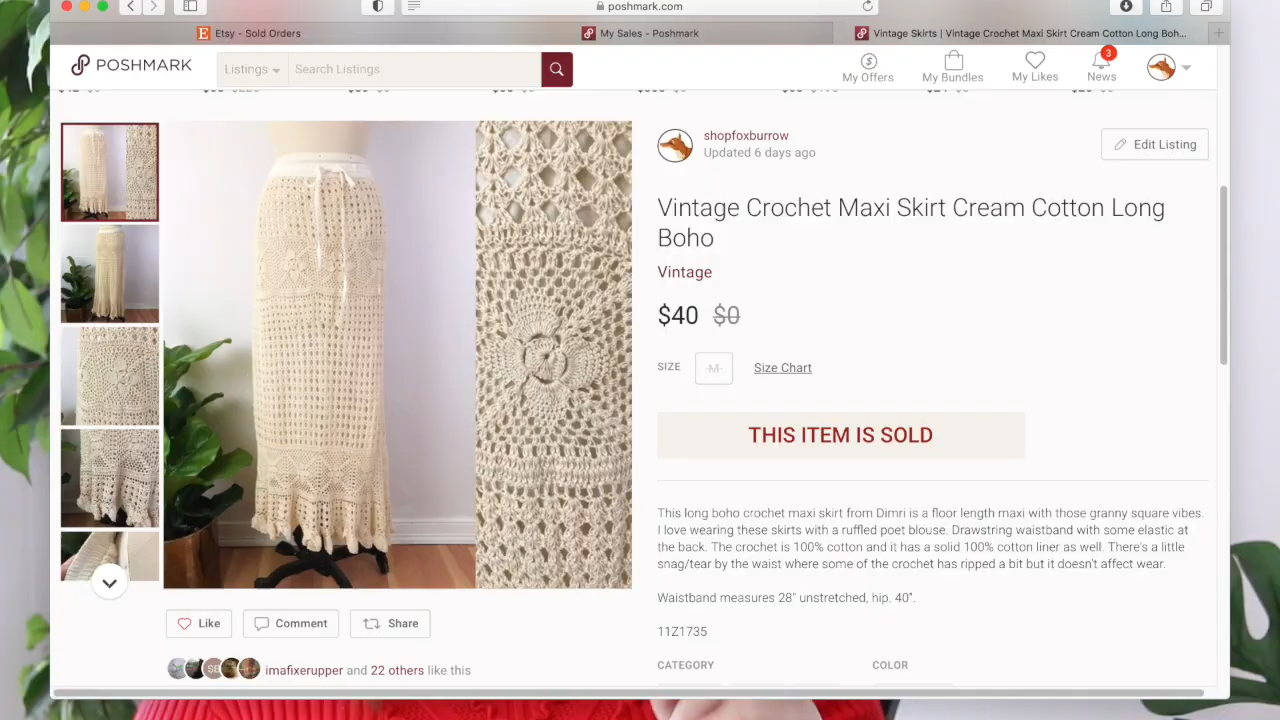 poshmark.com
Etsy - Sold Orders
My Sales - Poshmark
Vintage Skirts | Vintage Crochet Maxi Skirt Cream Cotton Long Boh...
POSHMARK
Listings
Search Listings
My Offers
My Bundles
My Likes
3
News
shopfoxburrow
Updated 6 days ago
Edit Listing
Vintage Crochet Maxi Skirt Cream Cotton Long
Boho
Vintage
$40 $0
SIZE
M
Size Chart
THIS ITEM IS SOLD
This long boho crochet maxi skirt from Dimri is a floor length maxi with those granny square vibes.
I love wearing these skirts with a ruffled poet blouse. Drawstring waistband with some elastic at
the back. The crochet is 100% cotton and it has a solid 100% cotton liner as well. There's a little
snag/tear by the waist where some of the crochet has ripped a bit but it doesn't affect wear.
Waistband measures 28" unstretched, hip. 40".
11Z1735
CATEGORY
COLOR
Like
Comment
Share
SB
imafixerupper and 22 others like this